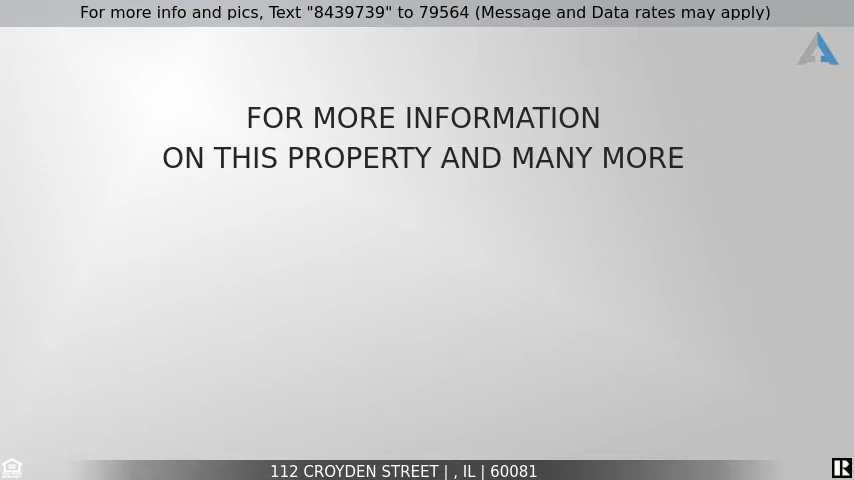 For more info and pics, Text "8439739" to 79564 (Message and Data rates may apply)
FOR MORE INFORMATION
ON THIS PROPERTY AND MANY MORE
112 CROYDEN STREET | , IL | 60081